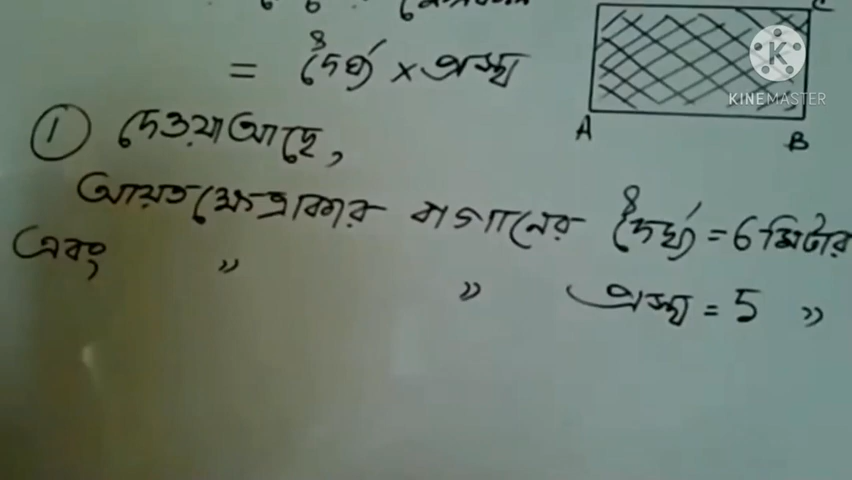 = দৈর্ঘ্য × প্রস্থ
KINEMASTER
A B
① দেওয়া আছে,
আয়তক্ষেত্রাকার বাগানের দৈর্ঘ্য = 6 মিটার
এবং " " প্রস্থ = 5 "